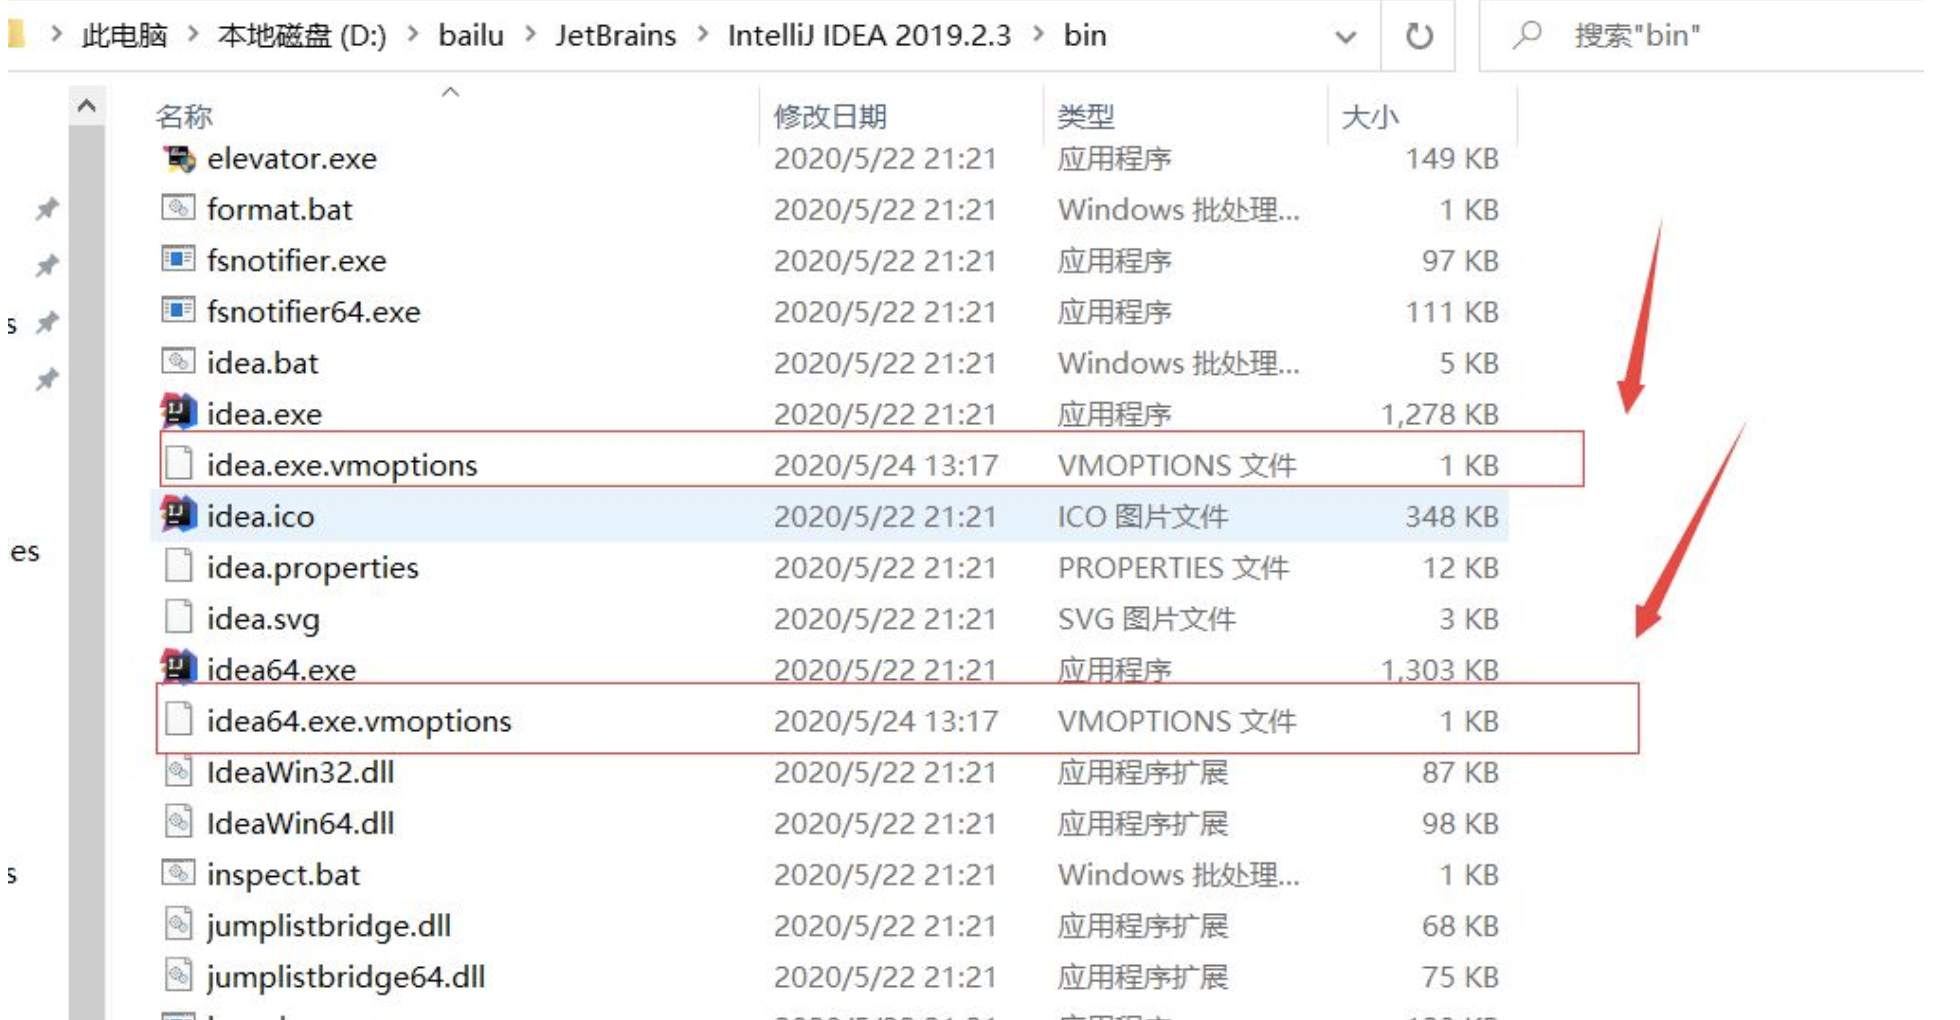 此电脑 > 本地磁盘 (D:) > bailu > JetBrains > IntelliJ IDEA 2019.2.3 > bin 搜索"bin"
名称 修改日期 类型 大小
elevator.exe 2020/5/22 21:21 应用程序 149 KB
format.bat 2020/5/22 21:21 Windows 批处理... 1 KB
fsnotifier.exe 2020/5/22 21:21 应用程序 97 KB
s fsnotifier64.exe 2020/5/22 21:21 应用程序 111 KB
idea.bat 2020/5/22 21:21 Windows 批处理... 5 KB
idea.exe 2020/5/22 21:21 应用程序 1,278 KB
idea.exe.vmoptions 2020/5/24 13:17 VMOPTIONS 文件 1 KB
idea.ico 2020/5/22 21:21 ICO 图片文件 348 KB
es idea.properties 2020/5/22 21:21 PROPERTIES 文件 12 KB
idea.svg 2020/5/22 21:21 SVG 图片文件 3 KB
idea64.exe 2020/5/22 21:21 应用程序 1,303 KB
idea64.exe.vmoptions 2020/5/24 13:17 VMOPTIONS 文件 1 KB
IdeaWin32.dll 2020/5/22 21:21 应用程序扩展 87 KB
IdeaWin64.dll 2020/5/22 21:21 应用程序扩展 98 KB
s inspect.bat 2020/5/22 21:21 Windows 批处理... 1 KB
jumplistbridge.dll 2020/5/22 21:21 应用程序扩展 68 KB
jumplistbridge64.dll 2020/5/22 21:21 应用程序扩展 75 KB